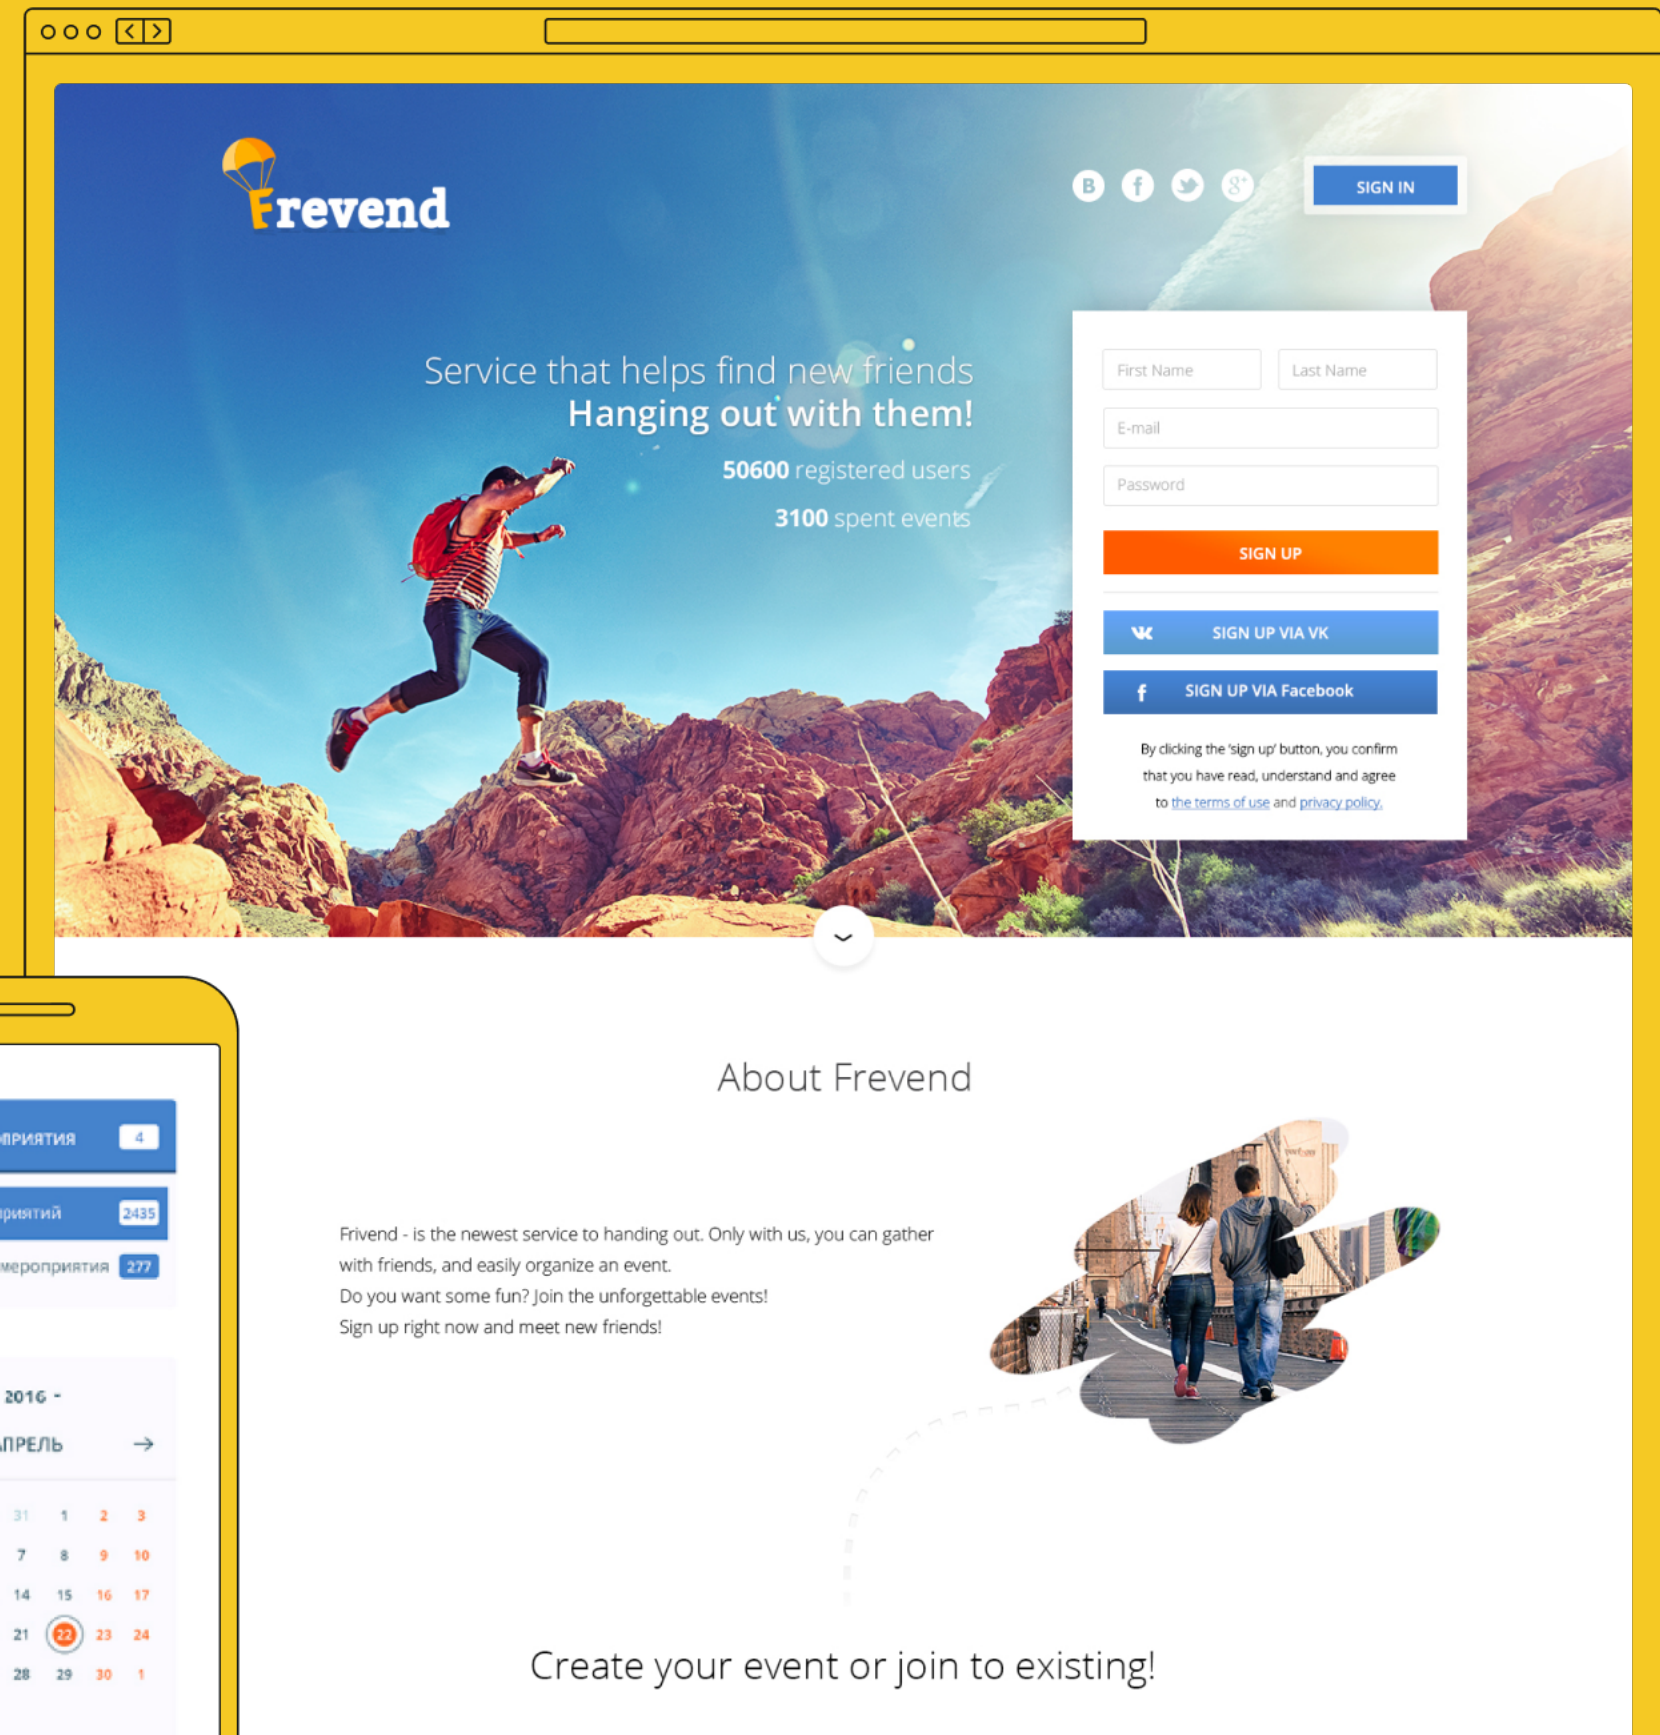 Frevend
B f 8+
SIGN IN
Service that helps find new friends
Hanging out with them!
50600 registered users
3100 spent events
First Name Last Name
E-mail
Password
SIGN UP
SIGN UP VIA VK
f SIGN UP VIA Facebook
By clicking the 'sign up' button, you confirm
that you have read, understand and agree
to the terms of use and privacy policy.
About Frevend
Frivend - is the newest service to handing out. Only with us, you can gather
with friends, and easily organize an event.
Do you want some fun? Join the unforgettable events!
Sign up right now and meet new friends!
Create your event or join to existing!
4
2435
мероприятия 277
2016
АПРЕЛЬ
31 1 2 3
7 8 9 10
14 15 16 17
21 22 23 24
28 29 30 1